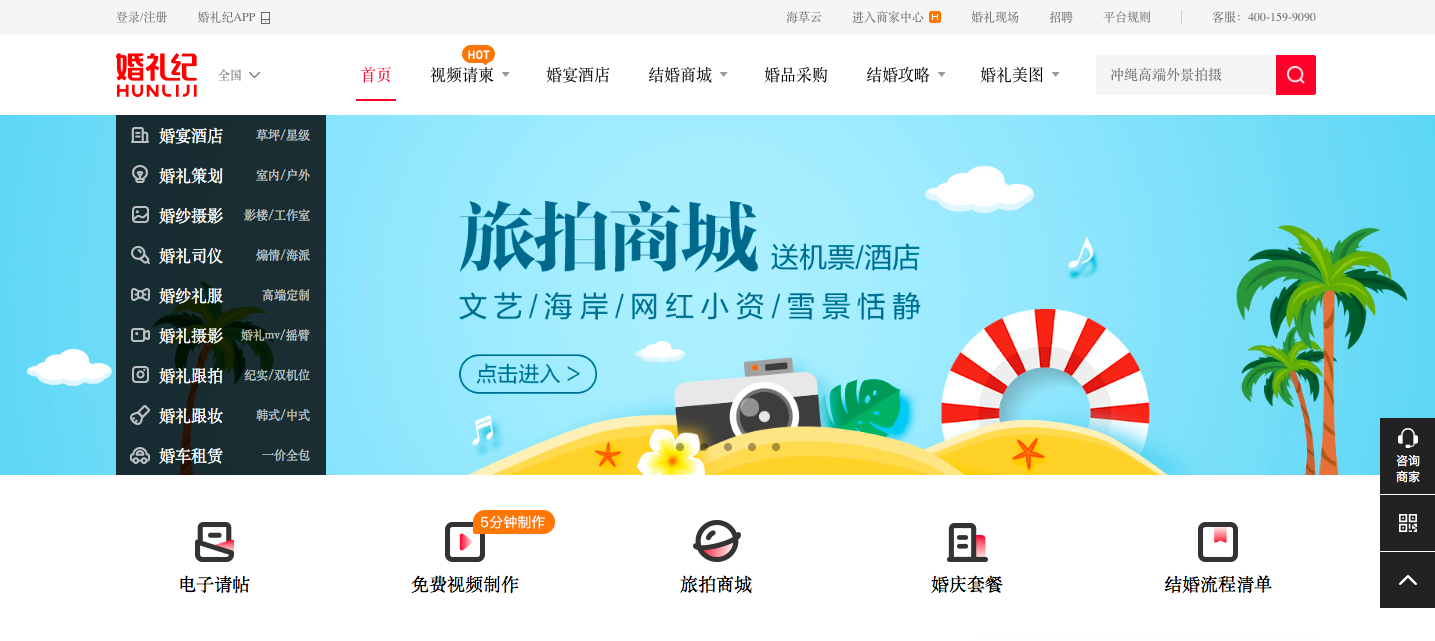 登录/注册 婚礼纪APP 海草云 进入商家中心 H 婚礼现场 招聘 平台规则 客服：400-159-9090
婚礼纪
HUNLIJI
全国
HOT
首页 视频请柬 婚宴酒店 结婚商城 婚品采购 结婚攻略 婚礼美图
冲绳高端外景拍摄
婚宴酒店 草坪/星级
婚礼策划 室内/户外
婚纱摄影 影楼/工作室
婚礼司仪 煽情/海派
婚纱礼服 高端定制
婚礼摄影 婚礼mv/摇臂
婚礼跟拍 纪实/双机位
婚礼跟妆 韩式/中式
婚车租赁 一价全包
旅拍商城 送机票/酒店
文艺/海岸/网红小资/雪景恬静
点击进入 >
咨询
商家
5分钟制作
电子请帖 免费视频制作 旅拍商城 婚庆套餐 结婚流程清单